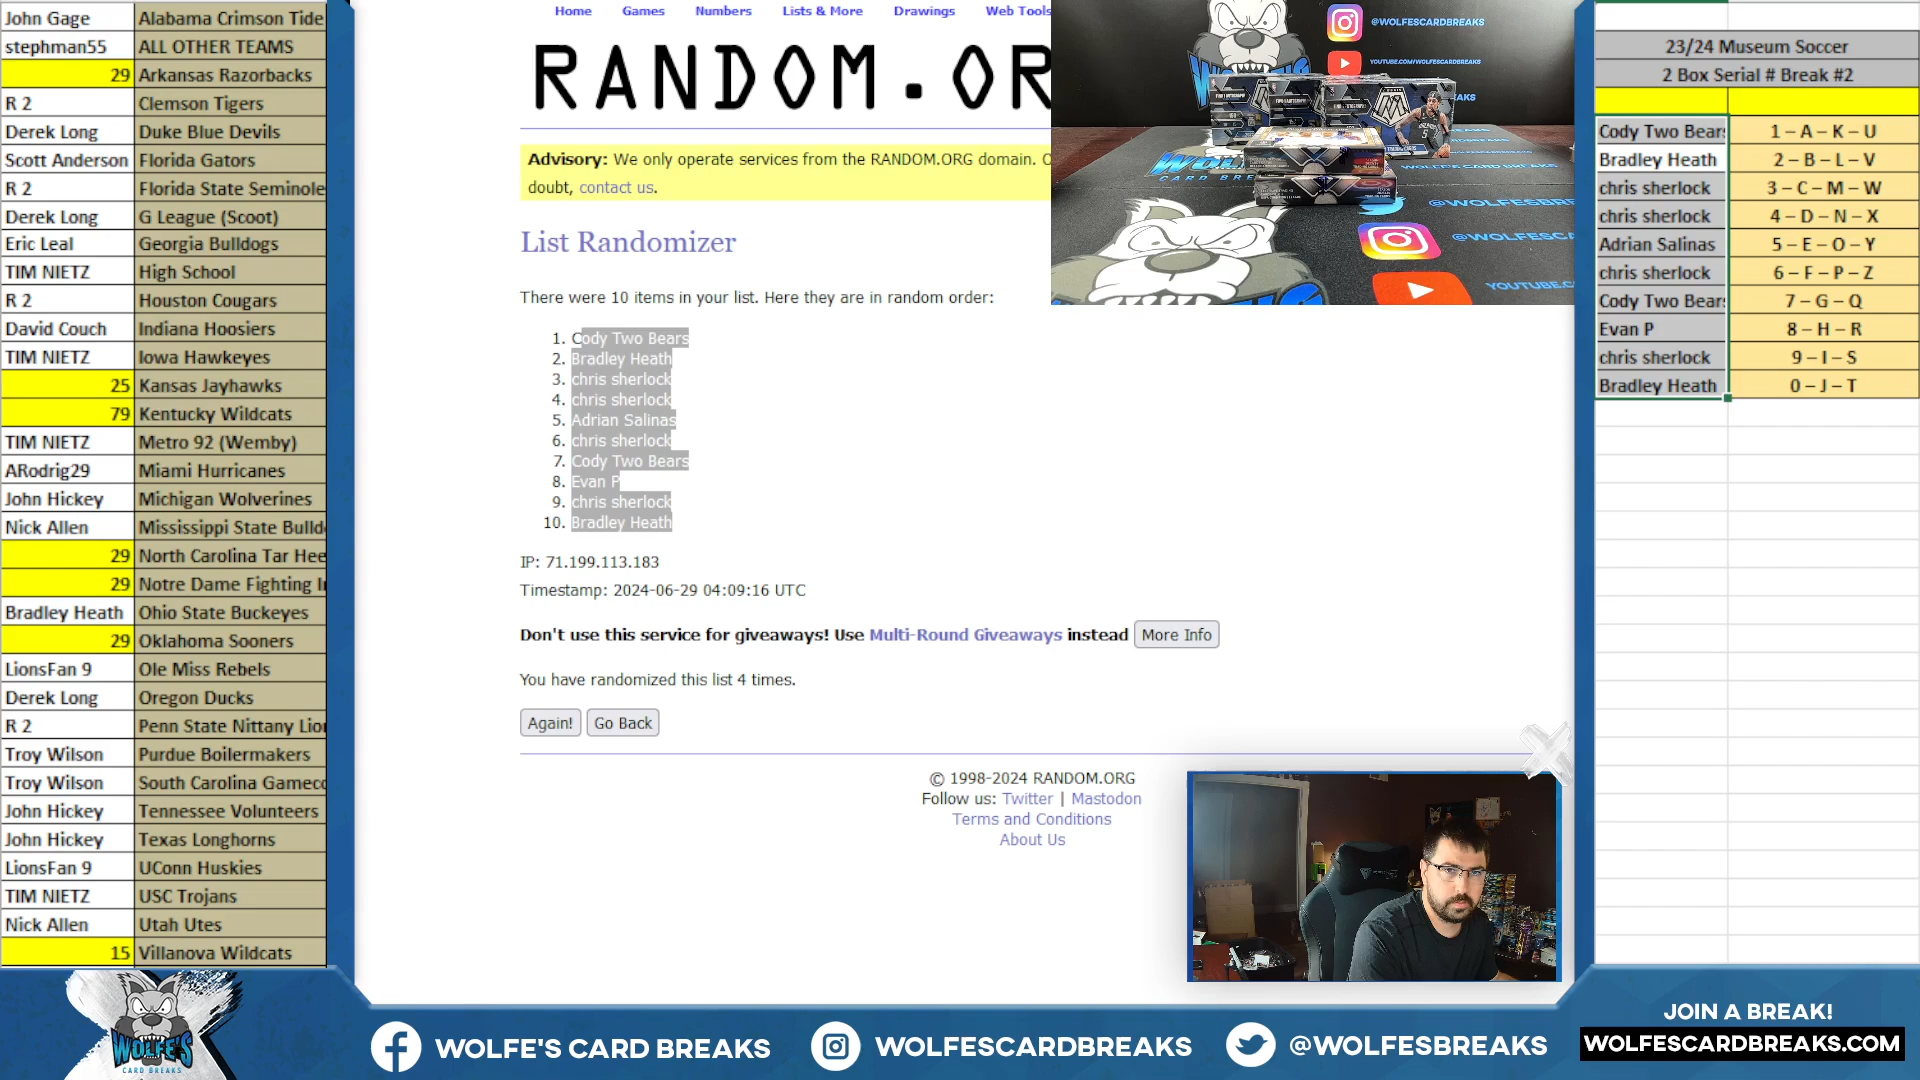 John Gage Alabama Crimson Tide
stephman55 ALL OTHER TEAMS
29 Arkansas Razorbacks
R 2 Clemson Tigers
Derek Long Duke Blue Devils
Scott Anderson Florida Gators
R 2 Florida State Seminole
Derek Long G League (Scoot)
Eric Leal Georgia Bulldogs
TIM NIETZ High School
R 2 Houston Cougars
David Couch Indiana Hoosiers
TIM NIETZ Iowa Hawkeyes
25 Kansas Jayhawks
79 Kentucky Wildcats
TIM NIETZ Metro 92 (Wemby)
ARodrig29 Miami Hurricanes
John Hickey Michigan Wolverines
Nick Allen Mississippi State Bulld
29 North Carolina Tar Hee
29 Notre Dame Fighting I
Bradley Heath Ohio State Buckeyes
29 Oklahoma Sooners
LionsFan 9 Ole Miss Rebels
Derek Long Oregon Ducks
R 2 Penn State Nittany Lio
Troy Wilson Purdue Boilermakers
Troy Wilson South Carolina Gamec
John Hickey Tennessee Volunteers
John Hickey Texas Longhorns
LionsFan 9 UConn Huskies
TIM NIETZ USC Trojans
Nick Allen Utah Utes
15 Villanova Wildcats
Home Games Numbers Lists & More Drawings Web Tools
RANDOM.OR
Advisory: We only operate services from the RANDOM.ORG domain. O
doubt, contact us.
List Randomizer
There were 10 items in your list. Here they are in random order:
1. Cody Two Bears
2. Bradley Heath
3. chris sherlock
4. chris sherlock
5. Adrian Salinas
6. chris sherlock
7. Cody Two Bears
8. Evan P
9. chris sherlock
10. Bradley Heath
IP: 71.199.113.183
Timestamp: 2024-06-29 04:09:16 UTC
Don't use this service for giveaways! Use Multi-Round Giveaways instead More Info
You have randomized this list 4 times.
Again! Go Back
© 1998-2024 RANDOM.ORG
Follow us: Twitter | Mastodon
Terms and Conditions
About Us
@WOLFESCARDBREAKS
YOUTUBE.COM/WOLFESCARDBREAKS
@WOLFESBRE
@WOLFESCA
YOUTUBE.C
23/24 Museum Soccer
2 Box Serial # Break #2
Cody Two Bears 1 – A – K – U
Bradley Heath 2 – B – L – V
chris sherlock 3 – C – M – W
chris sherlock 4 – D – N – X
Adrian Salinas 5 – E – O – Y
chris sherlock 6 – F – P – Z
Cody Two Bears 7 – G – Q
Evan P 8 – H – R
chris sherlock 9 – I – S
Bradley Heath 0 – J – T
WOLFE'S
CARD BREAKS
WOLFE'S CARD BREAKS
WOLFESCARDBREAKS
@WOLFESBREAKS
JOIN A BREAK!
WOLFESCARDBREAKS.COM